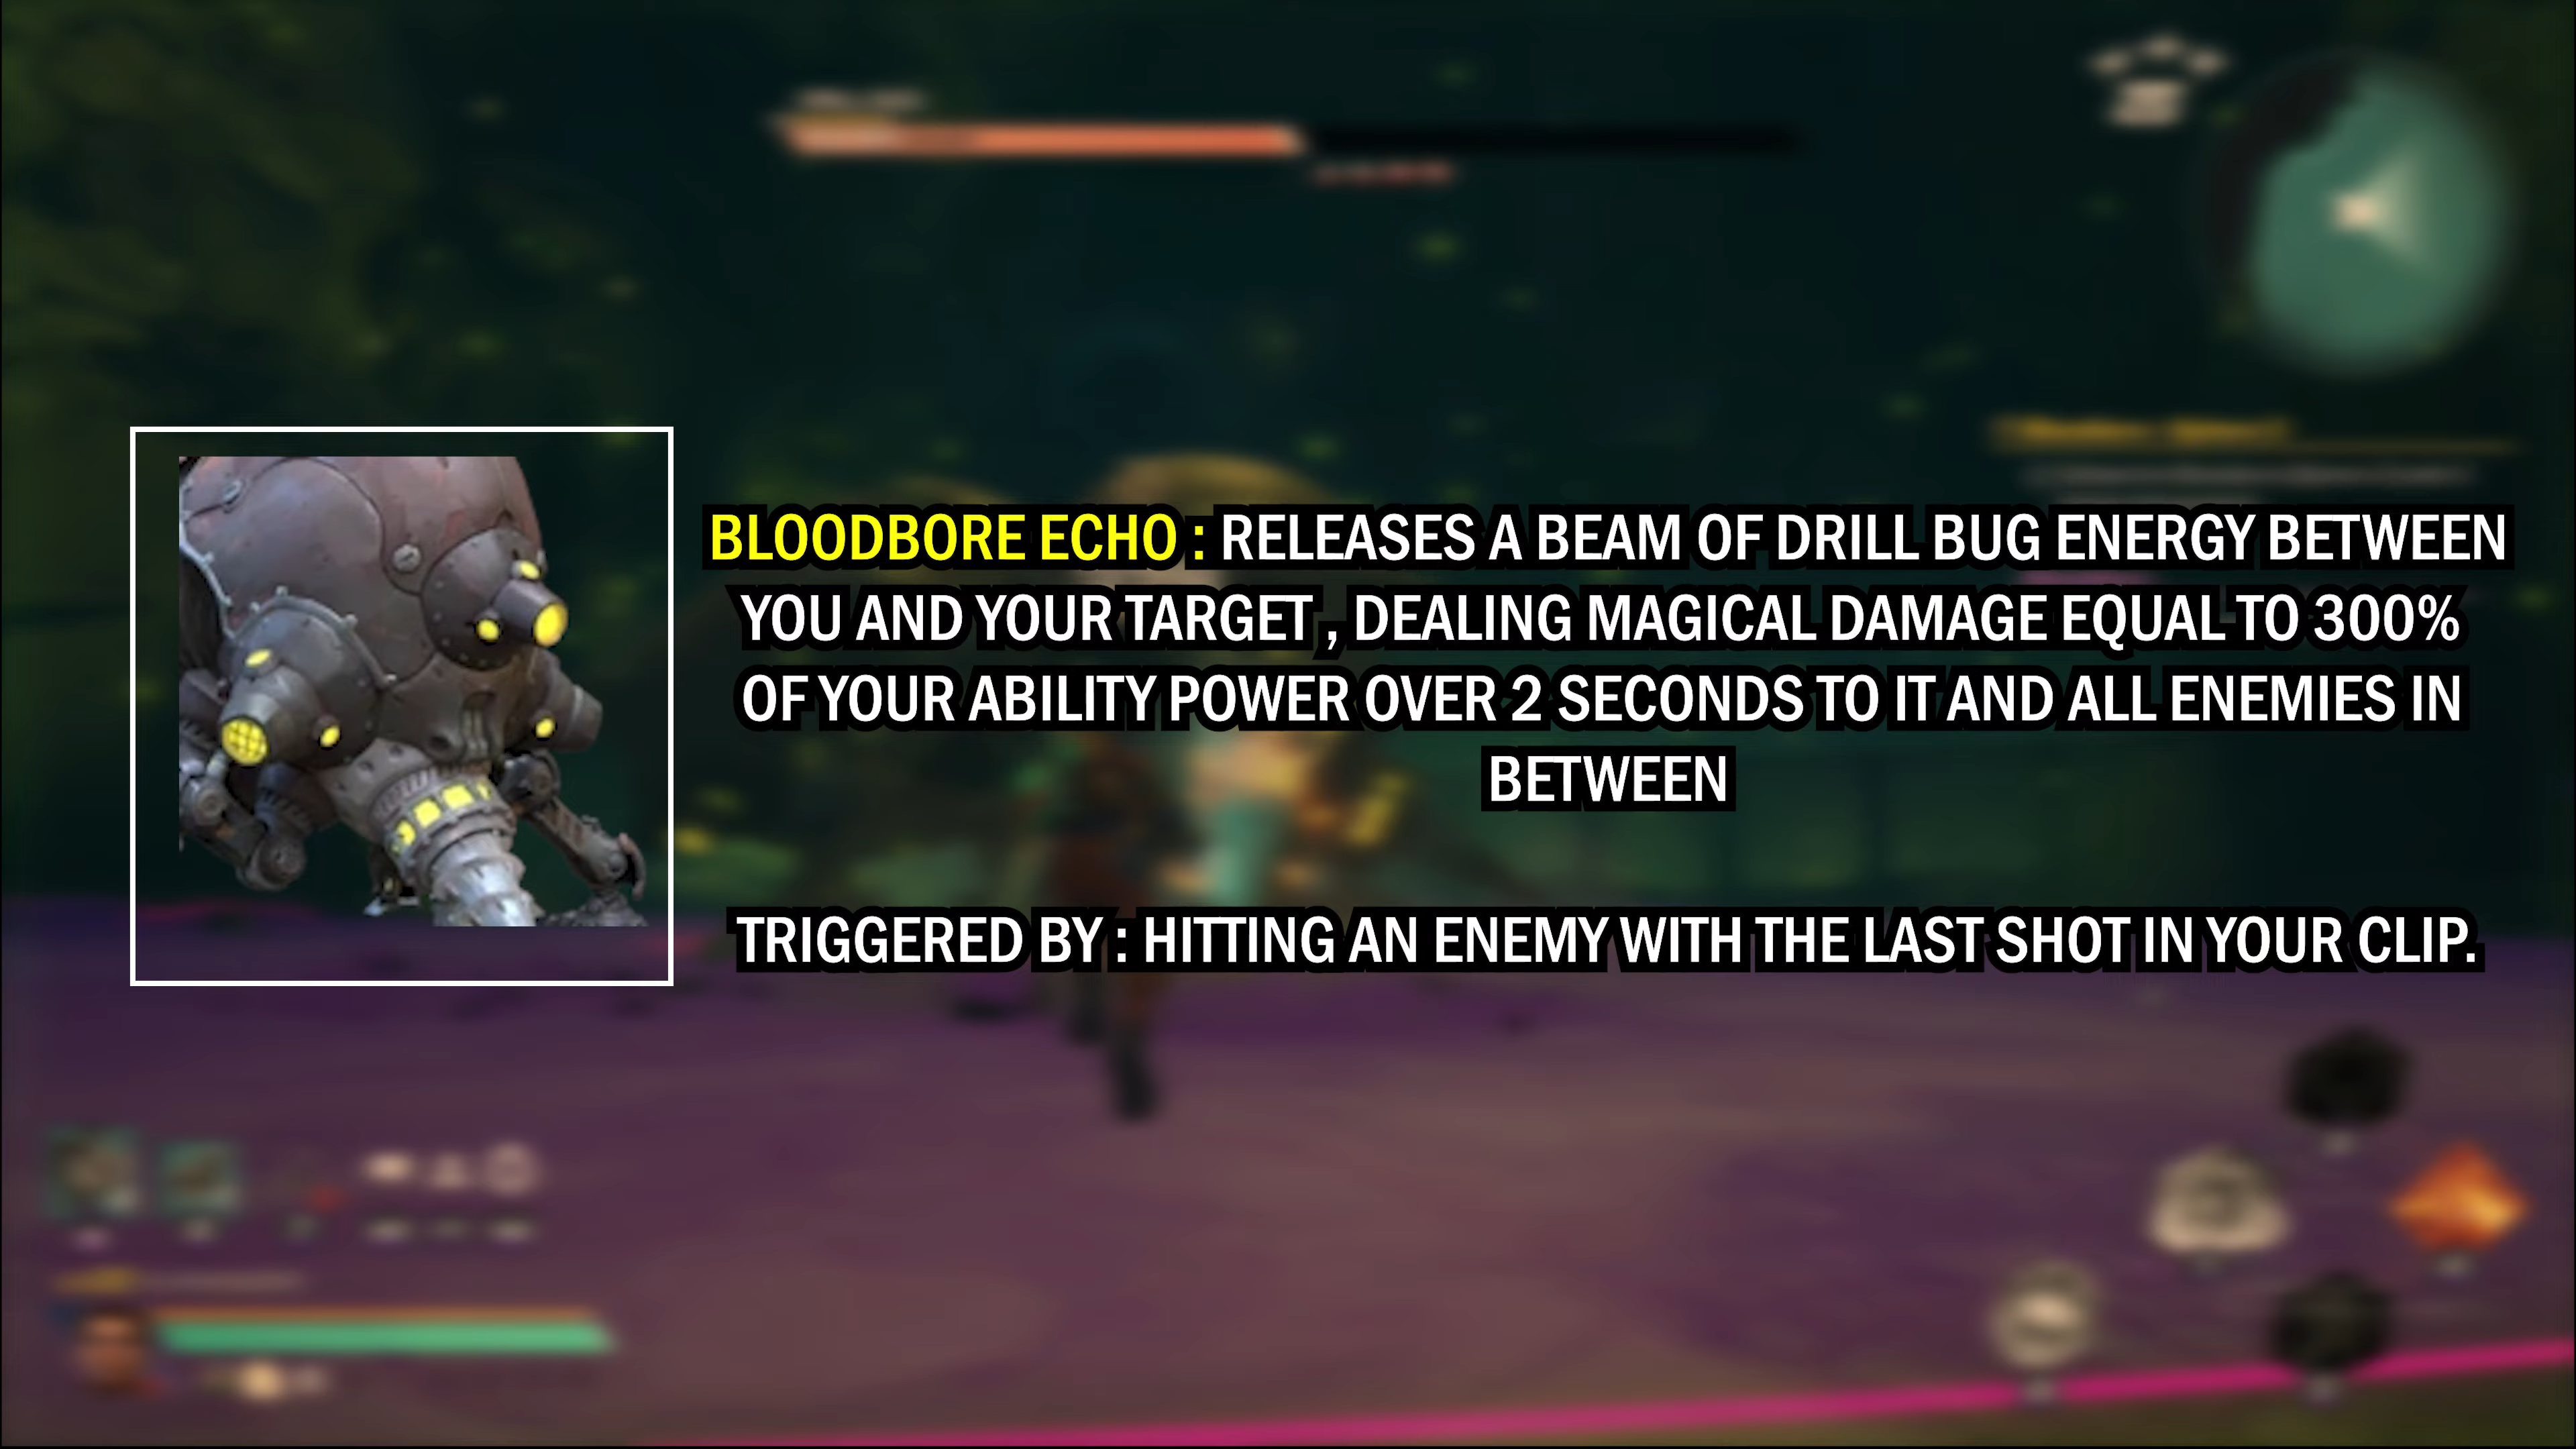 BLOODBORE ECHO : RELEASES A BEAM OF DRILL BUG ENERGY BETWEEN
YOU AND YOUR TARGET , DEALING MAGICAL DAMAGE EQUAL TO 300%
OF YOUR ABILITY POWER OVER 2 SECONDS TO IT AND ALL ENEMIES IN
BETWEEN
TRIGGERED BY : HITTING AN ENEMY WITH THE LAST SHOT IN YOUR CLIP.